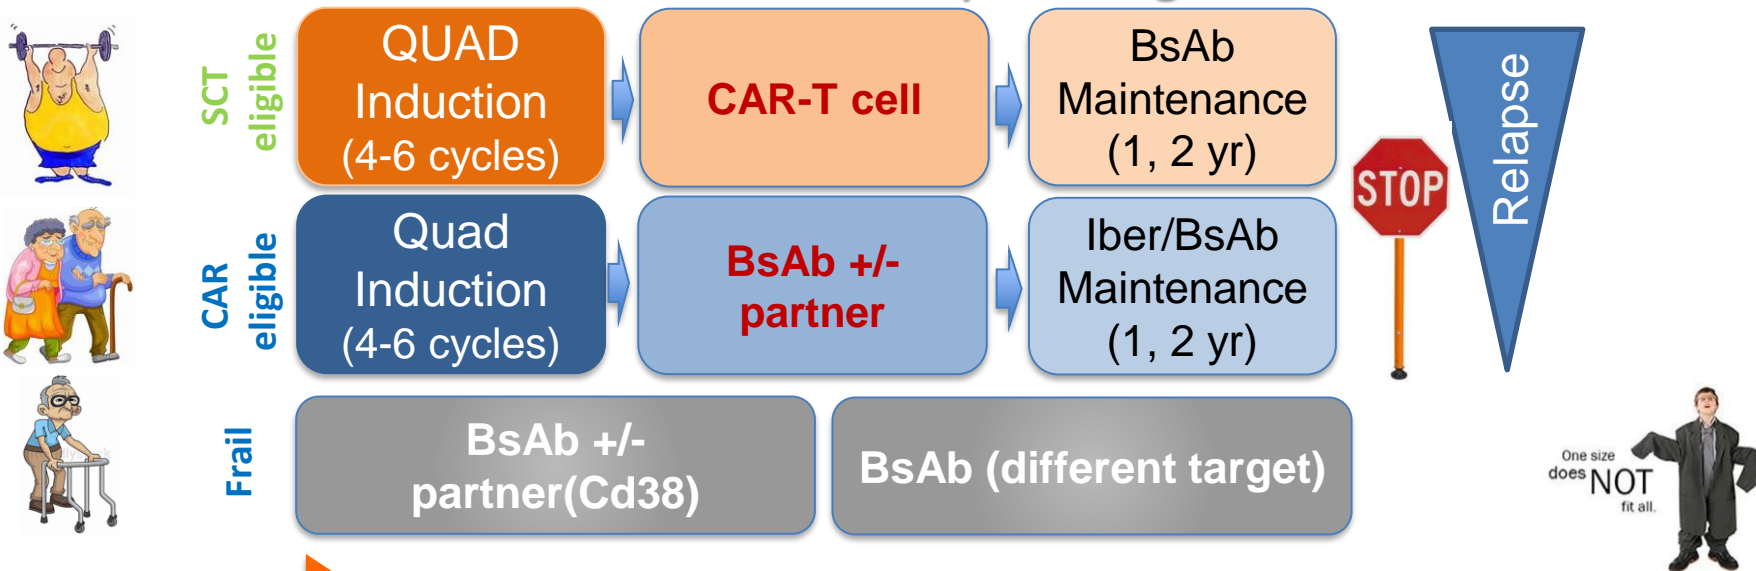 SCT
eligible
QUAD
Induction
(4-6 cycles)
CAR-T cell
BsAb
Maintenance
(1, 2 yr)
STOP
Relapse
CAR
eligible
Quad
Induction
(4-6 cycles)
BsAb +/-
partner
Iber/BsAb
Maintenance
(1, 2 yr)
Frail
BsAb +/-
partner(Cd38)
BsAb (different target)
One size
does NOT
fit all.